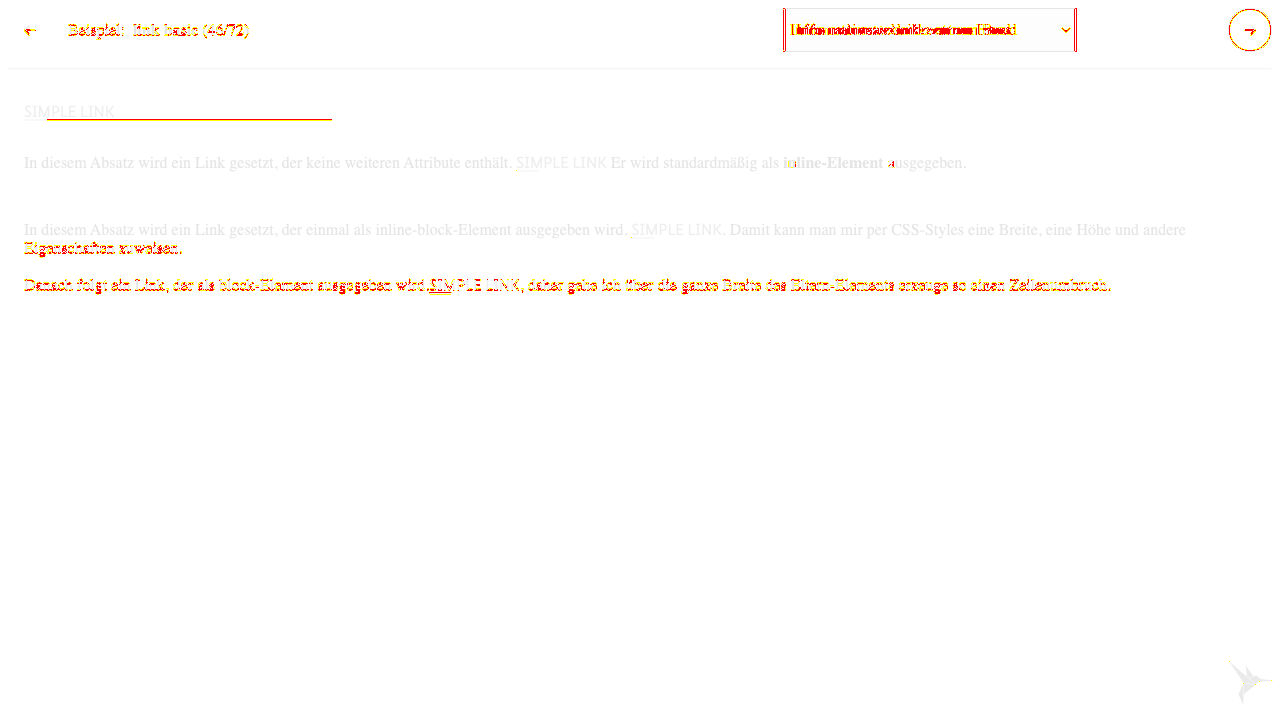 ← Beispiel: link basic (46/72) →
SIMPLE LINK
In diesem Absatz wird ein Link gesetzt, der keine weiteren Attribute enthält. SIMPLE LINK Er wird standardmäßig als inline-Element ausgegeben.
In diesem Absatz wird ein Link gesetzt, der einmal als inline-block-Element ausgegeben wird. SIMPLE LINK. Damit kann man mir per CSS-Styles eine Breite, eine Höhe und andere
Eigenschaften zuweisen.
Danach folgt ein Link, der als block-Element ausgegeben wird.SIMPLE LINK, daher gehe ich über die ganze Breite des Eltern-Elements erzeuge so einen Zeilenumbruch.